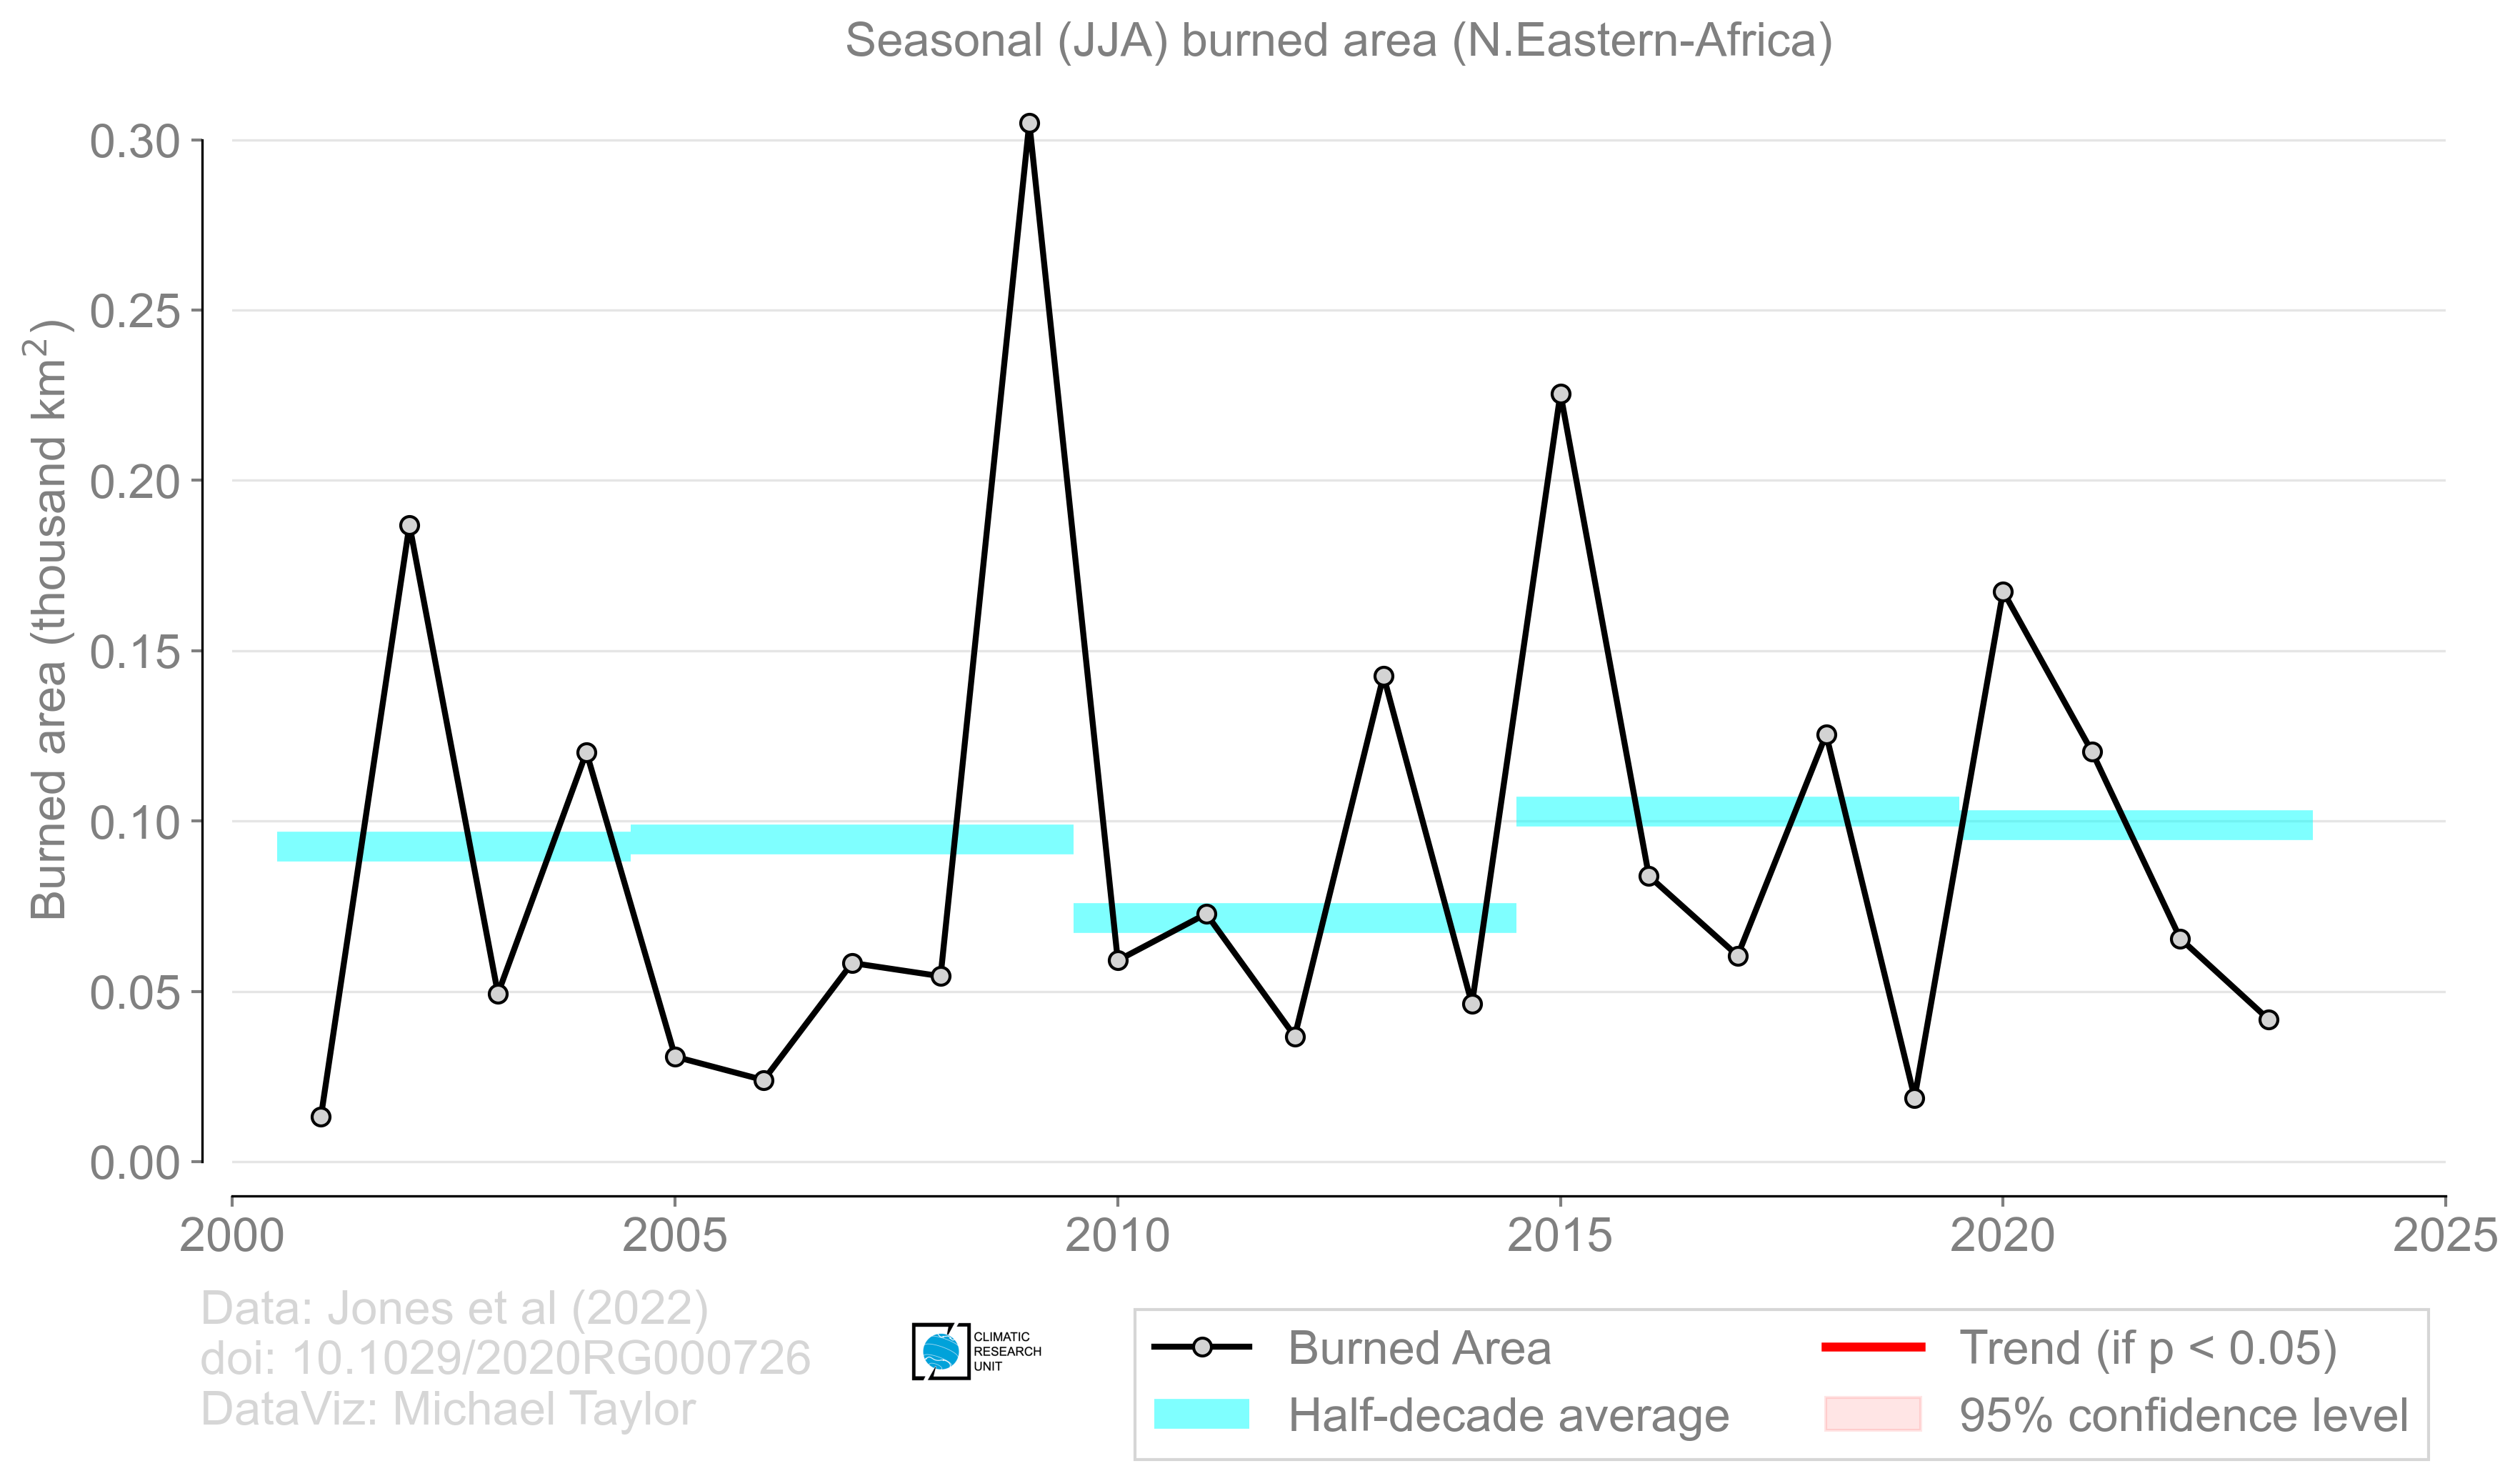 Seasonal (JJA) burned area (N.Eastern-Africa)
Burned area (thousand km²)
0.30
0.25
0.20
0.15
0.10
0.05
0.00
2000 2005 2010 2015 2020 2025
Data: Jones et al (2022)
doi: 10.1029/2020RG000726
DataViz: Michael Taylor
CLIMATIC
RESEARCH
UNIT
Burned Area
Half-decade average
Trend (if p < 0.05)
95% confidence level